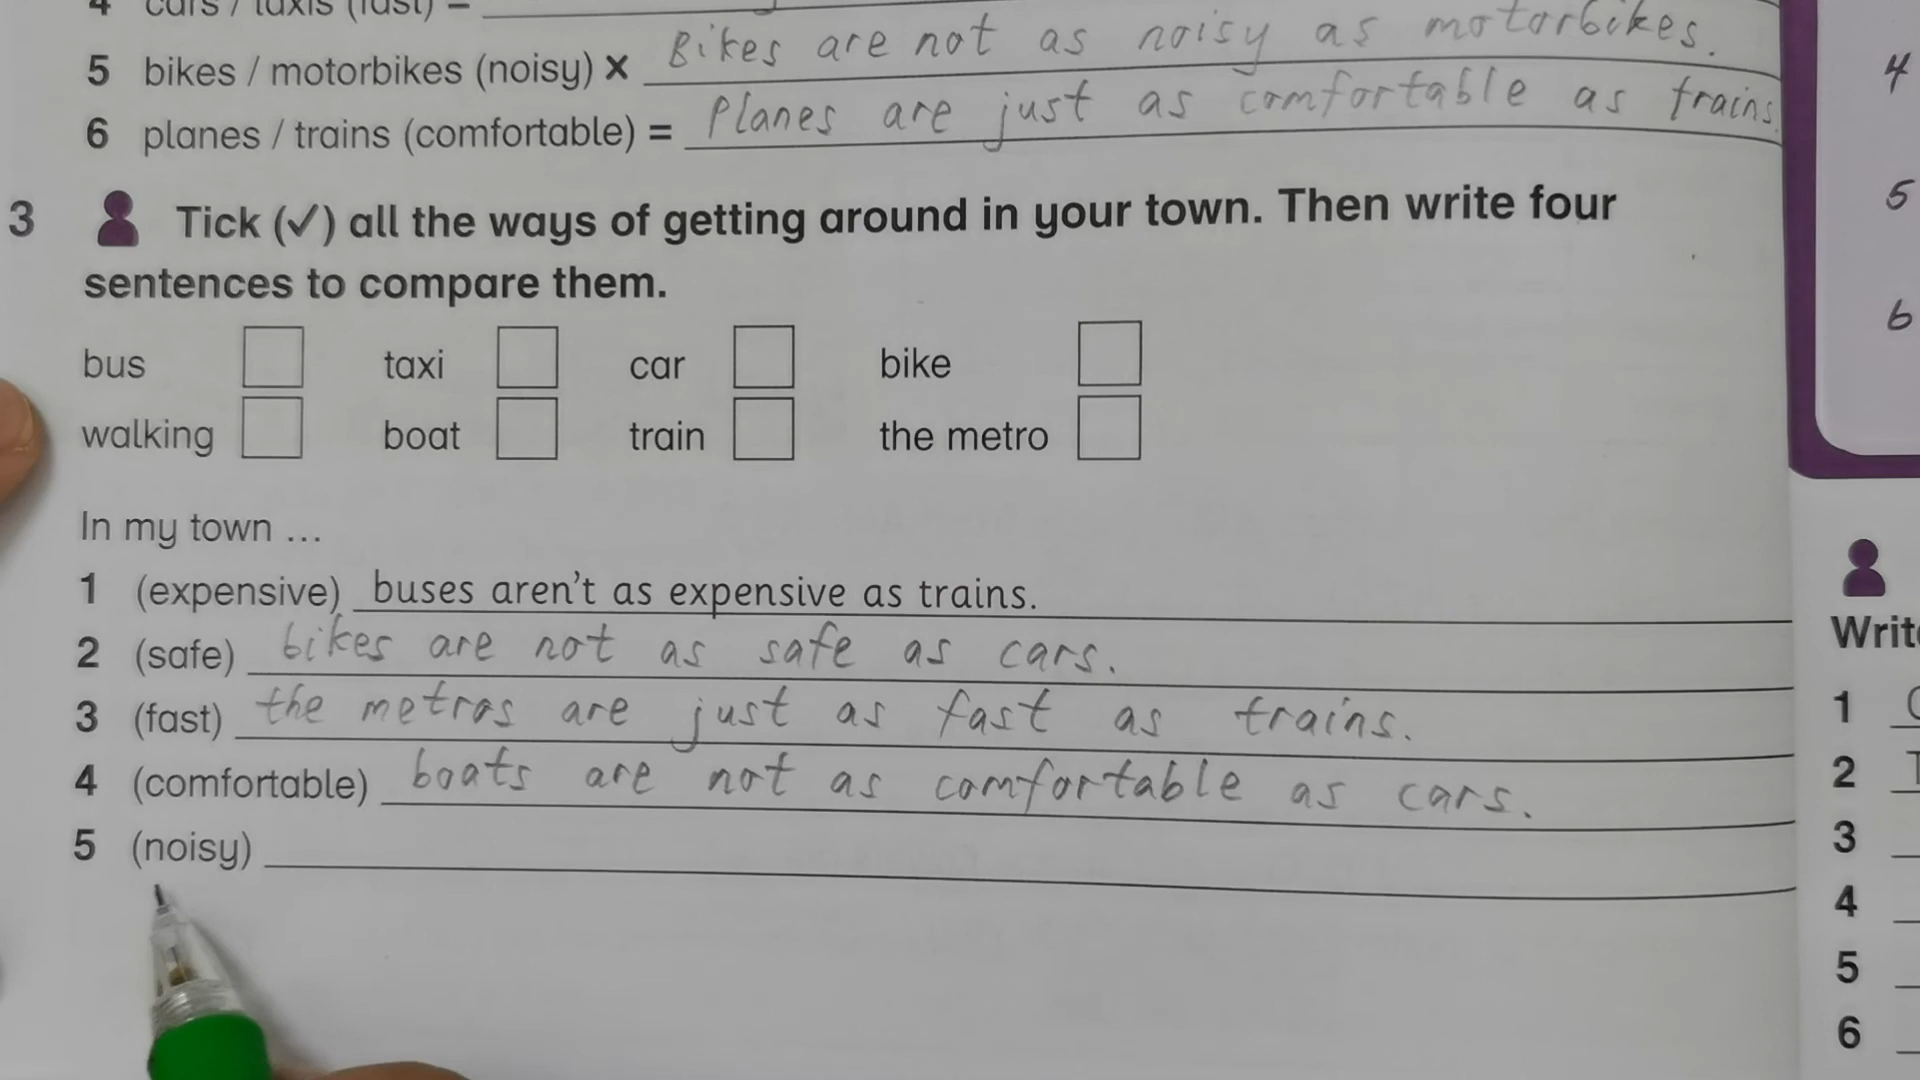 4 cars / taxis (fast) =
5 bikes / motorbikes (noisy) × Bikes are not as noisy as motorbikes.
6 planes / trains (comfortable) = Planes are just as comfortable as trains.
3 Tick (✓) all the ways of getting around in your town. Then write four
sentences to compare them.
bus taxi car bike
walking boat train the metro
In my town ...
1 (expensive) buses aren't as expensive as trains.
2 (safe) bikes are not as safe as cars.
3 (fast) the metros are just as fast as trains.
4 (comfortable) boats are not as comfortable as cars.
5 (noisy)
4
5
6
1
2
3
4
5
6